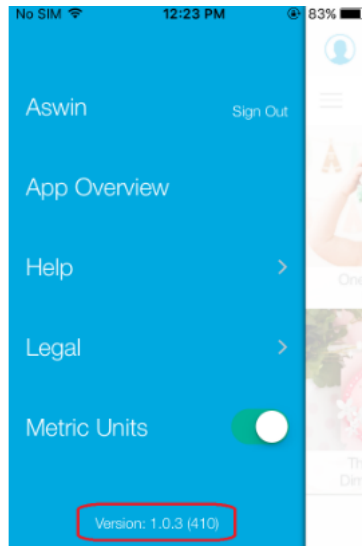 No SIM 12:23 PM 83%
Aswin Sign Out
App Overview
Help
Legal
Metric Units
Version: 1.0.3 (410)